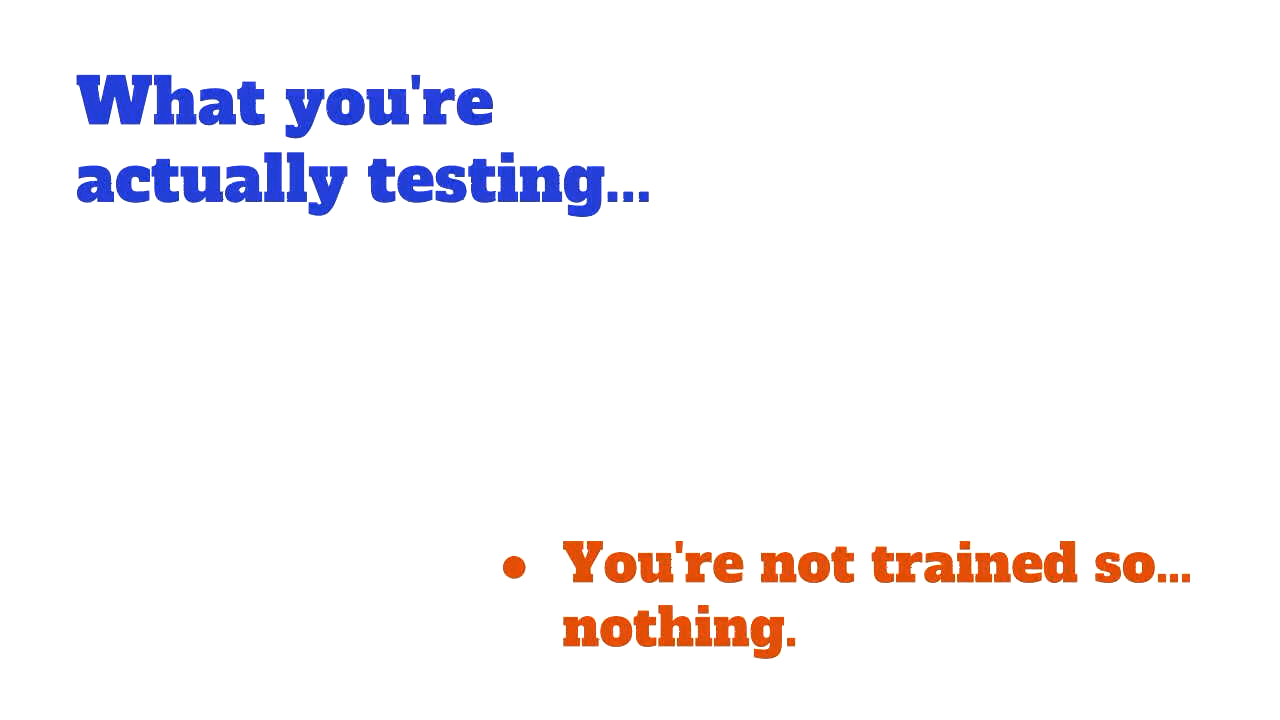 What you're
actually testing...
● You're not trained so...
nothing.